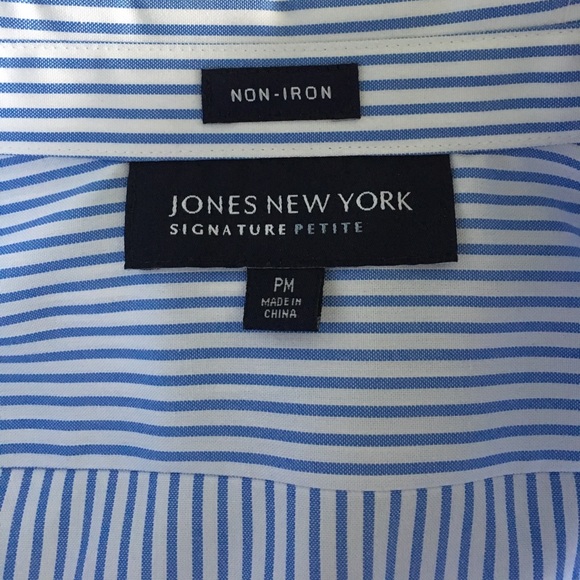 NON-IRON
JONES NEW YORK
SIGNATURE PETITE
PM
MADE IN
CHINA